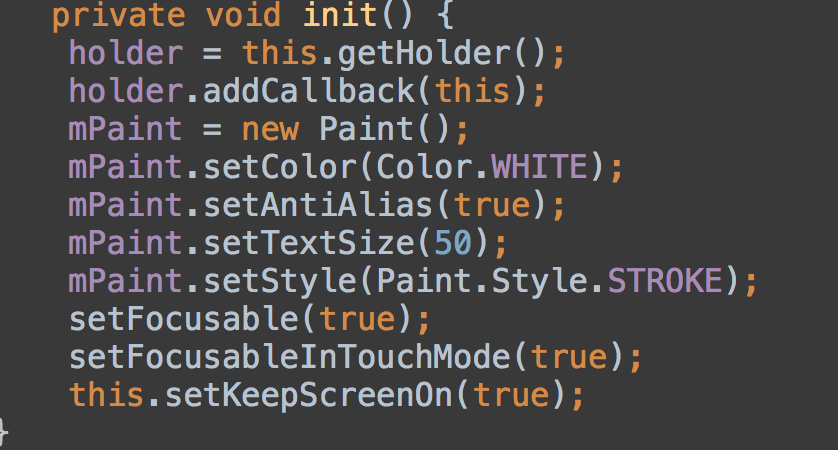 private void init() {
holder = this.getHolder();
holder.addCallback(this);
mPaint = new Paint();
mPaint.setColor(Color.WHITE);
mPaint.setAntiAlias(true);
mPaint.setTextSize(50);
mPaint.setStyle(Paint.Style.STROKE);
setFocusable(true);
setFocusableInTouchMode(true);
this.setKeepScreenOn(true);
}